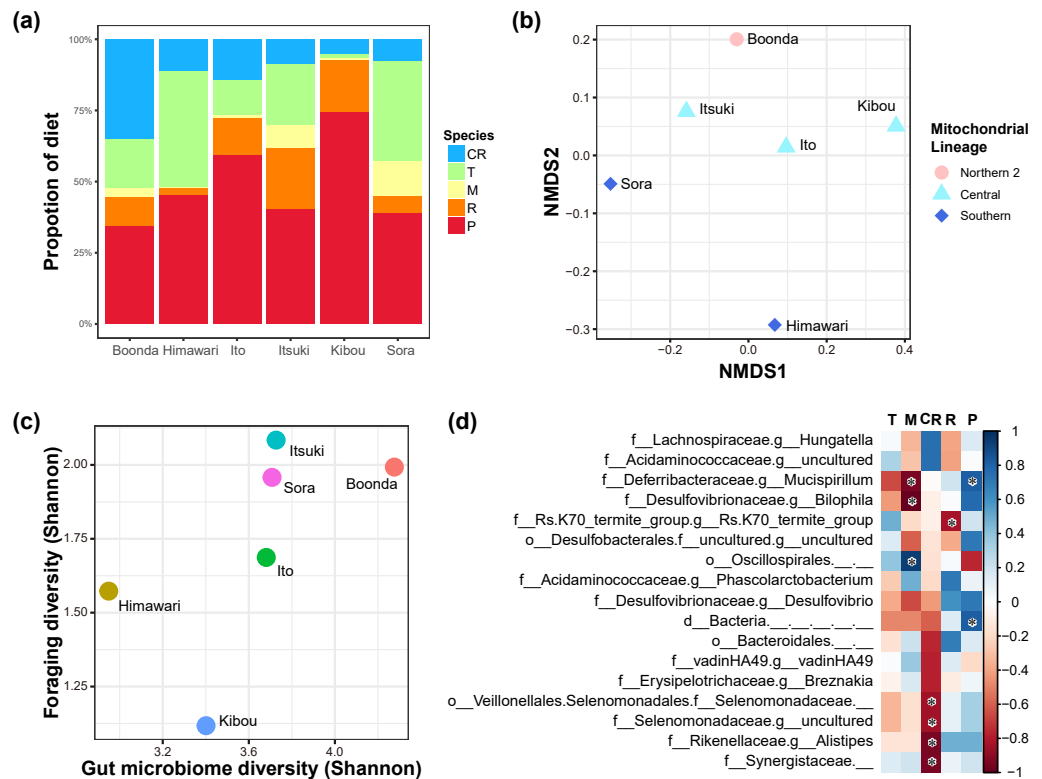 (a)
Propotion of diet
100%
75%
50%
25%
0%
Boonda Himawari Ito Itsuki Kibou Sora
Species
CR
T
M
R
P
(b)
NMDS2
0.2
0.1
0.0
−0.1
−0.2
−0.3
Boonda
Itsuki
Kibou
Ito
Sora
Himawari
−0.2 0.0 0.2 0.4
NMDS1
Mitochondrial
Lineage
Northern 2
Central
Southern
(c)
Foraging diversity (Shannon)
2.00
1.75
1.50
1.25
Itsuki
Sora
Boonda
Ito
Himawari
Kibou
3.2 3.6 4.0
Gut microbiome diversity (Shannon)
(d)
T M CR R P
f__Lachnospiraceae.g__Hungatella
f__Acidaminococcaceae.g__uncultured
f__Deferribacteraceae.g__Mucispirillum
f__Desulfovibrionaceae.g__Bilophila
f__Rs.K70_termite_group.g__Rs.K70_termite_group
o__Desulfobacterales.f__uncultured.g__uncultured
o__Oscillospirales.__.__
f__Acidaminococcaceae.g__Phascolarctobacterium
f__Desulfovibrionaceae.g__Desulfovibrio
d__Bacteria.__.__.__.__.__
o__Bacteroidales.__.__
f__vadinHA49.g__vadinHA49
f__Erysipelotrichaceae.g__Breznakia
o__Veillonellales.Selenomonadales.f__Selenomonadaceae.__
f__Selenomonadaceae.g__uncultured
f__Rikenellaceae.g__Alistipes
f__Synergistaceae.__
1
0.8
0.6
0.4
0.2
0
−0.2
−0.4
−0.6
−0.8
−1